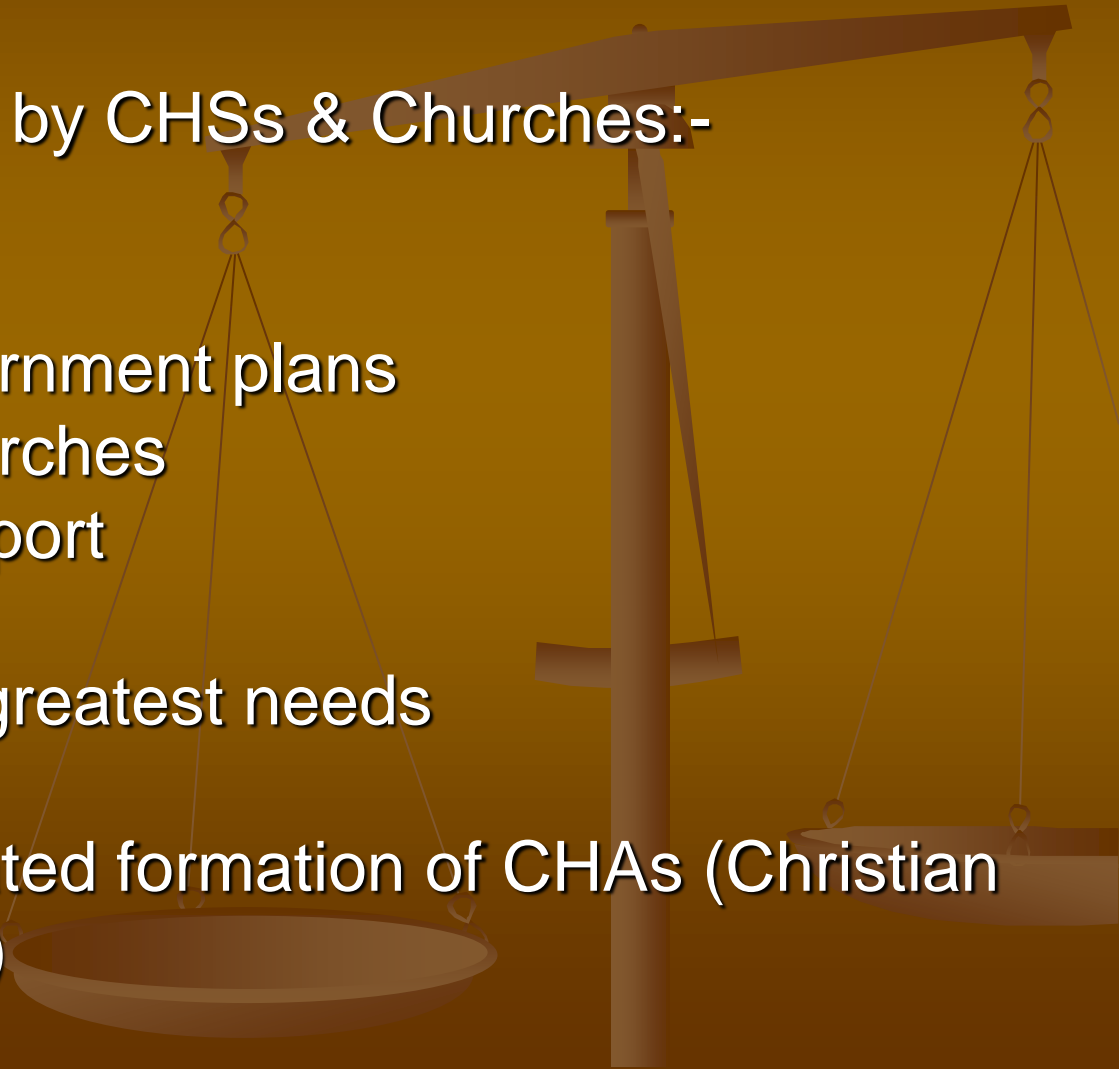 by CHSs & Churches:-
rnment plans
rches
port
greatest needs
ted formation of CHAs (Christian
)